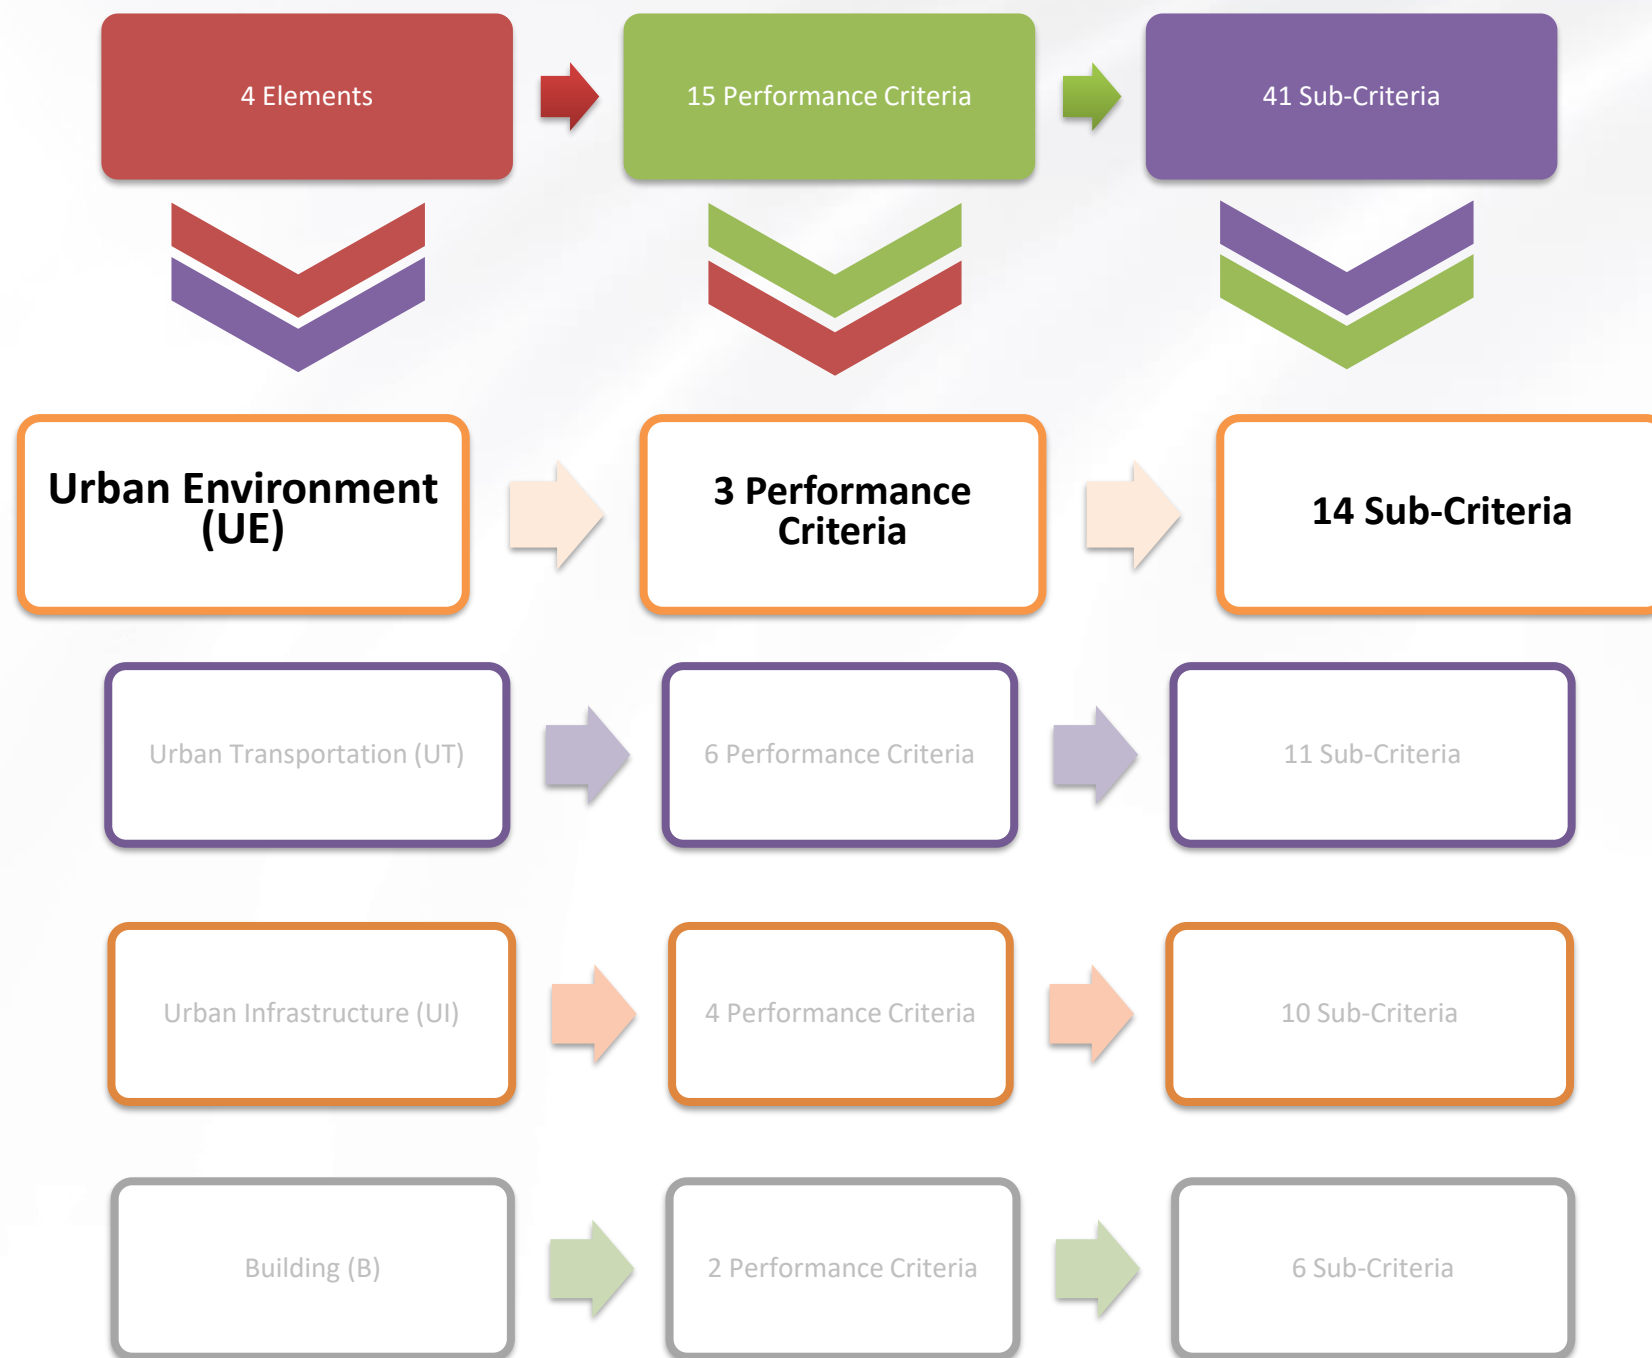 4 Elements
15 Performance Criteria
41 Sub-Criteria
Urban Environment
(UE)
3 Performance
Criteria
14 Sub-Criteria
Urban Transportation (UT)
6 Performance Criteria
11 Sub-Criteria
Urban Infrastructure (UI)
4 Performance Criteria
10 Sub-Criteria
Building (B)
2 Performance Criteria
6 Sub-Criteria